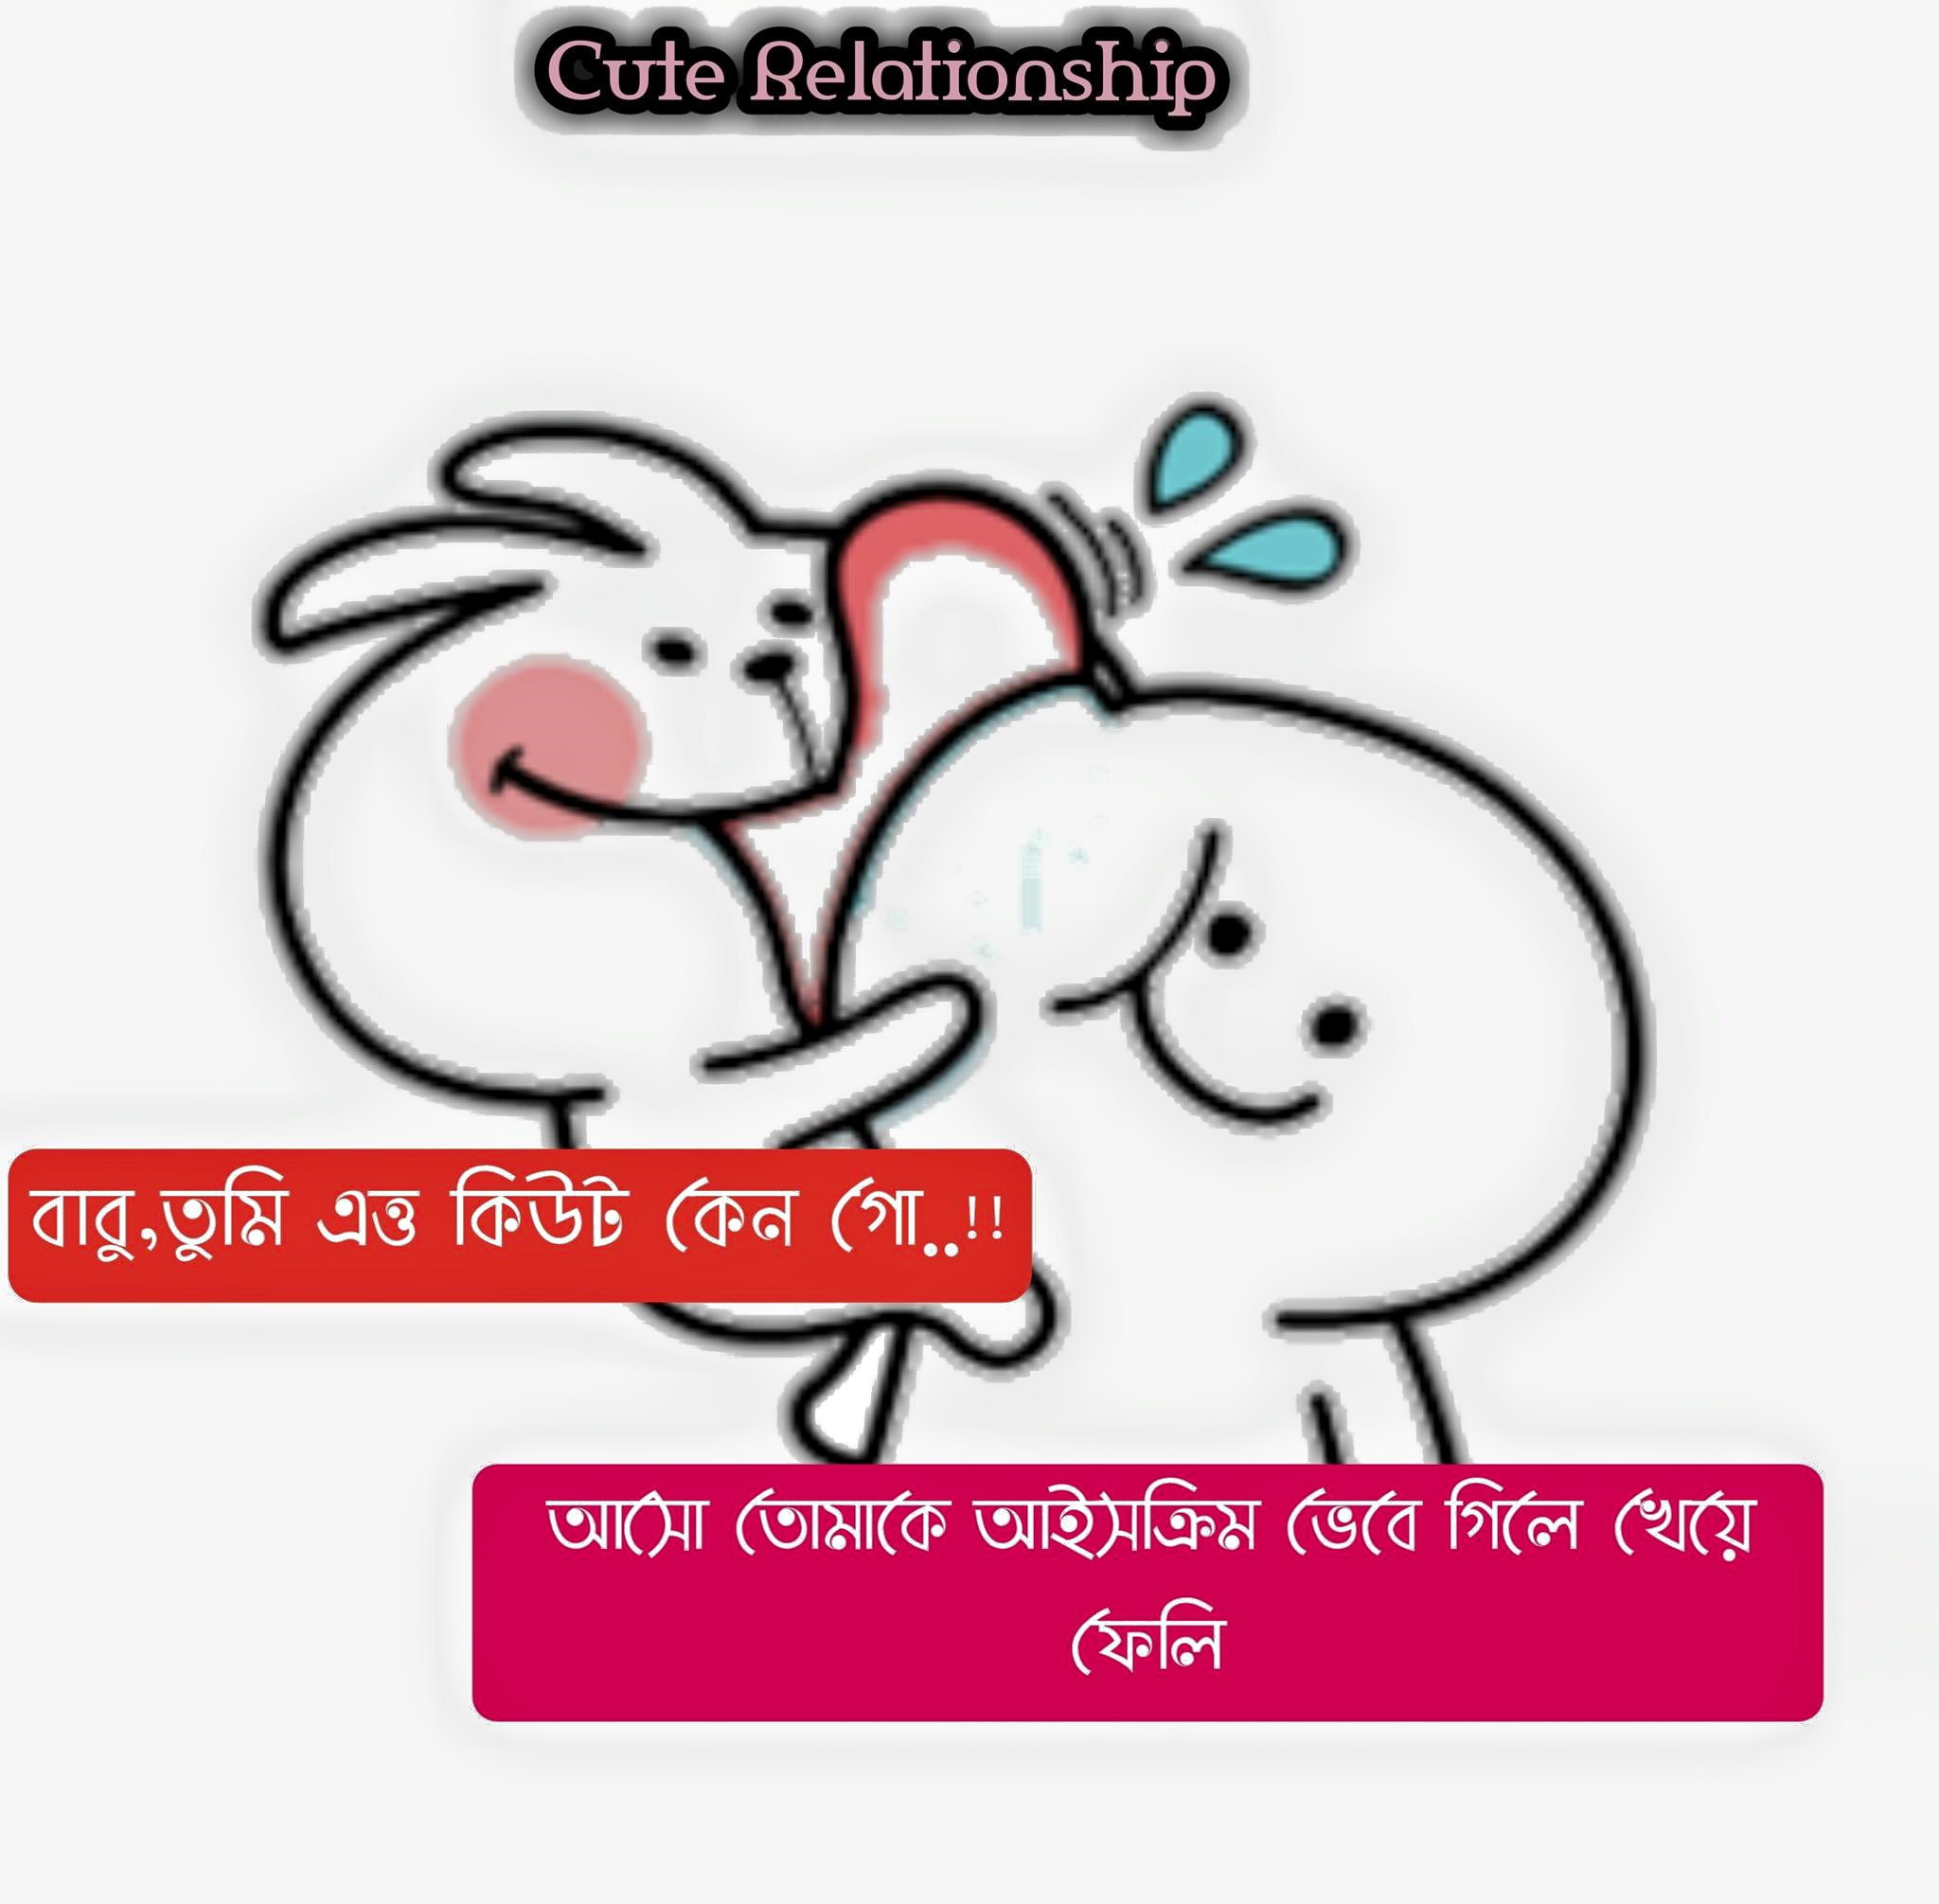 Cute Relationship
বাবু,তুমি এত্ত কিউট কেন গো..!!
আসো তোমাকে আইসক্রিম ভেবে গিলে খেয়ে
ফেলি